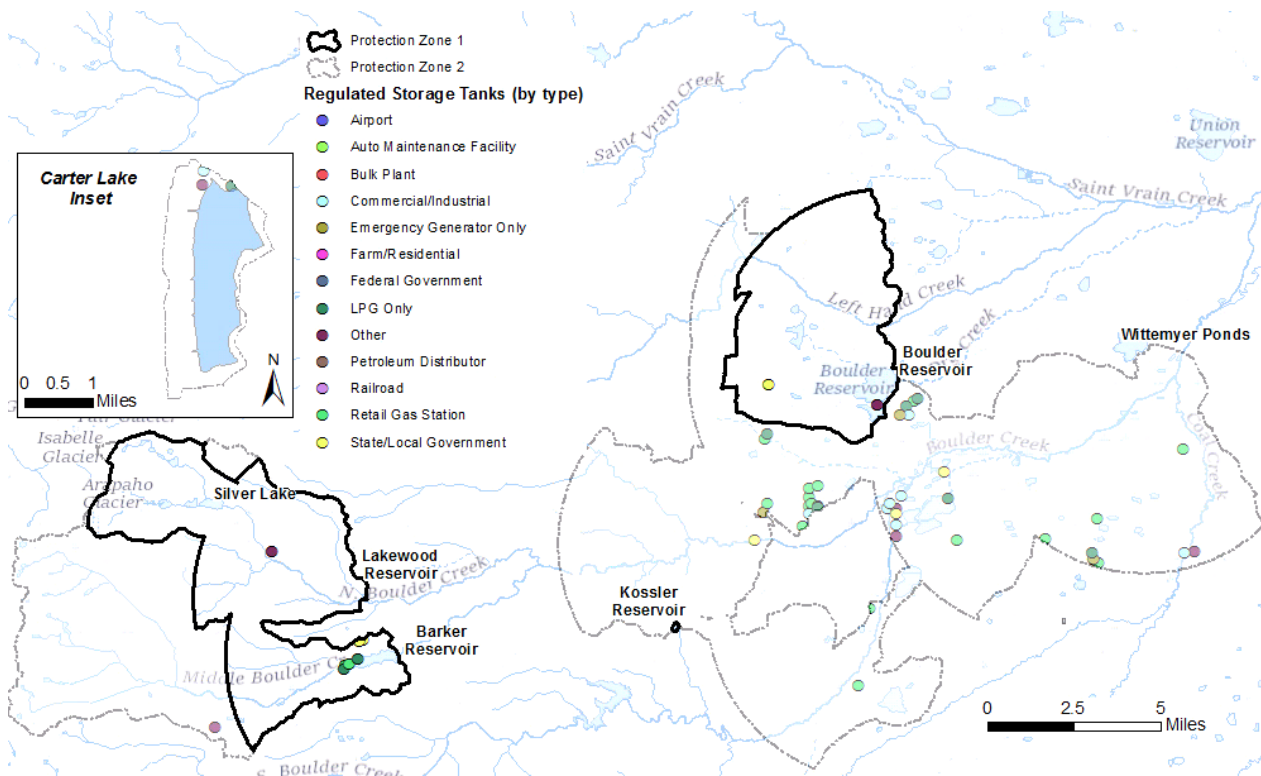 Protection Zone 1
Protection Zone 2
Regulated Storage Tanks (by type)
Airport
Auto Maintenance Facility
Bulk Plant
Commercial/Industrial
Emergency Generator Only
Farm/Residential
Federal Government
LPG Only
Other
Petroleum Distributor
Railroad
Retail Gas Station
State/Local Government
Carter Lake
Inset
N
0 0.5 1
Miles
Saint Vrain Creek
Union
Reservoir
Saint Vrain Creek
Left Hand Creek
Creek
Boulder
Reservoir
Boulder
Reservoir
Wittemyer Ponds
Boulder Creek
Coal Creek
Isabelle
Glacier
Arapaho
Glacier
Silver Lake
Lakewood
Reservoir
N. Boulder Creek
Kossler
Reservoir
Barker
Reservoir
Middle Boulder
S. Boulder Creek
0 2.5 5
Miles